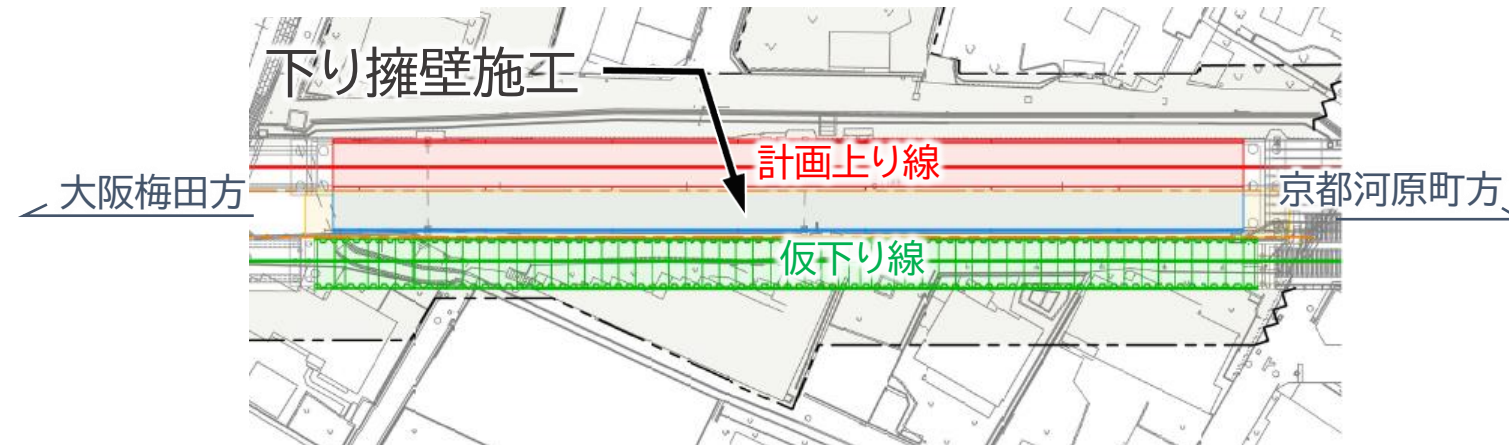 下り擁壁施工
計画上り線
大阪梅田方
京都河原町方
仮下り線